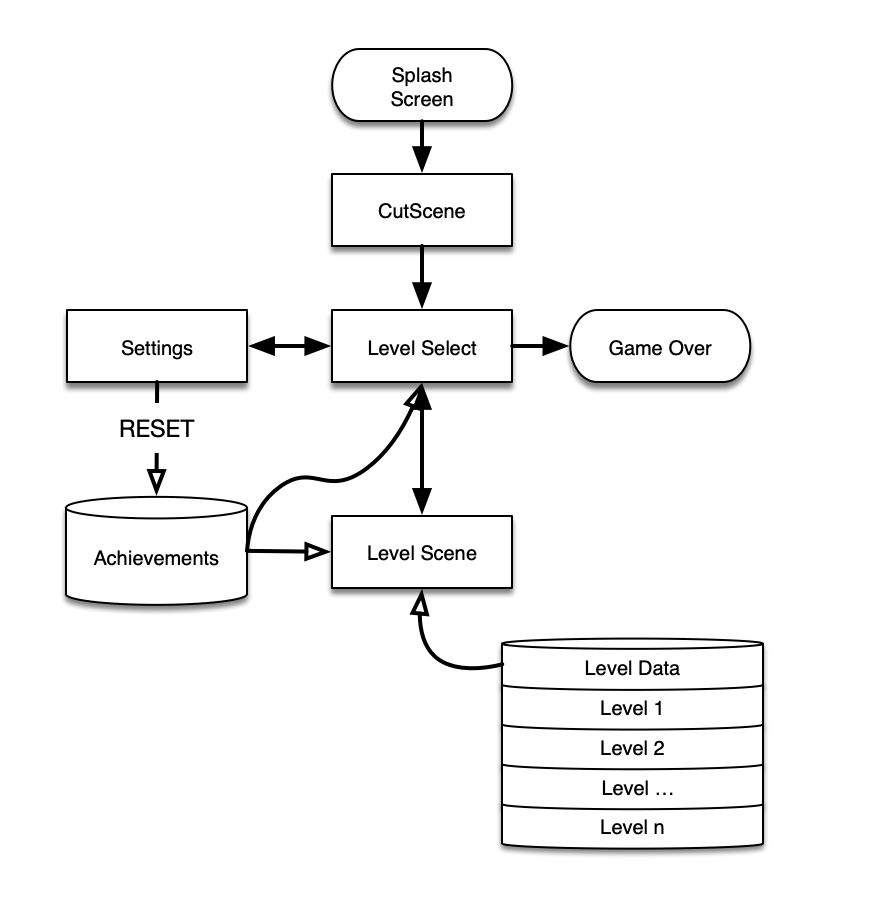 Splash
Screen
CutScene
Settings
Level Select
Game Over
RESET
Achievements
Level Scene
Level Data
Level 1
Level 2
Level …
Level n